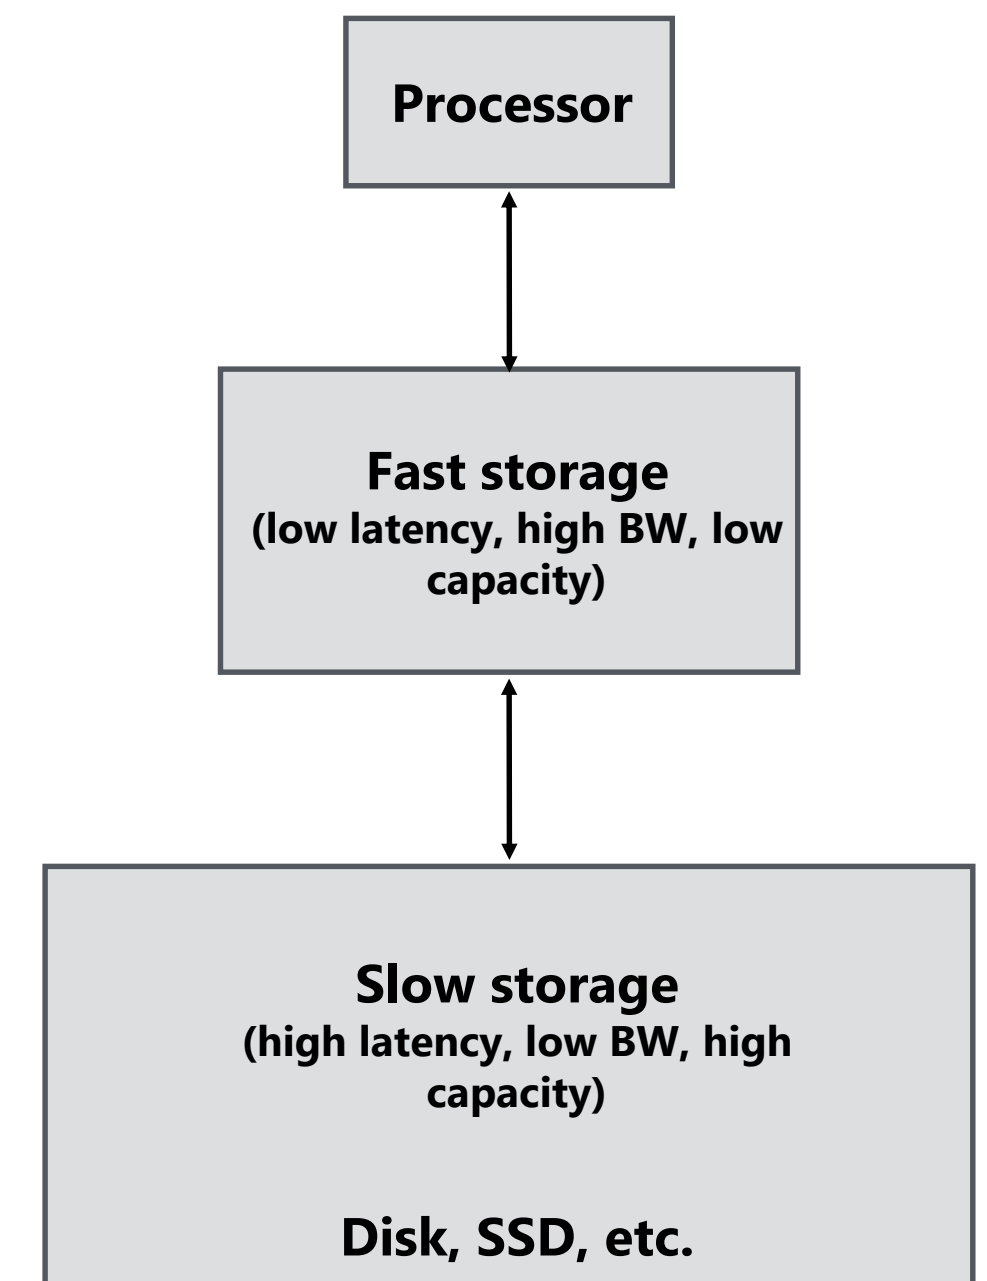 Processor
Fast storage
(low latency, high BW, low
capacity)
Slow storage
(high latency, low BW, high
capacity)
Disk, SSD, etc.